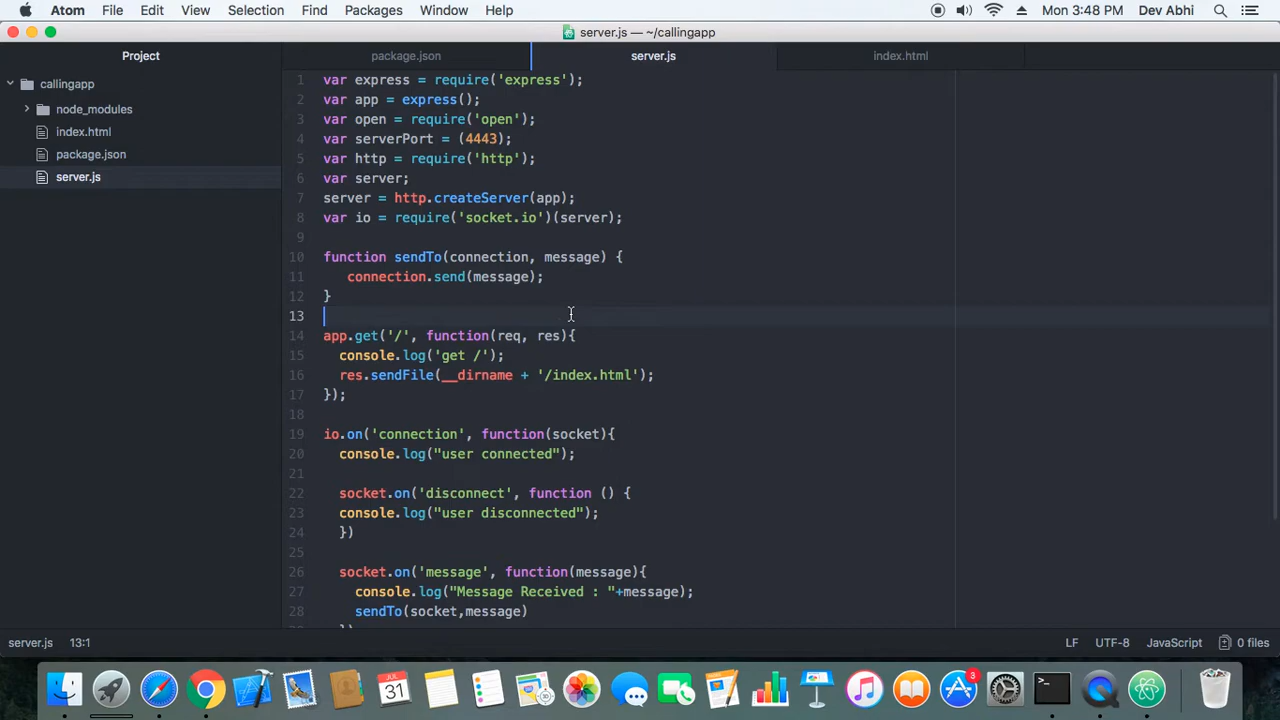 Atom File Edit View Selection Find Packages Window Help Mon 3:48 PM Dev Abhi
server.js — ~/callingapp
Project package.json server.js index.html
callingapp
node_modules
index.html
package.json
server.js
1 var express = require('express');
2 var app = express();
3 var open = require('open');
4 var serverPort = (4443);
5 var http = require('http');
6 var server;
7 server = http.createServer(app);
8 var io = require('socket.io')(server);
9
10 function sendTo(connection, message) {
11 connection.send(message);
12 }
13
14 app.get('/', function(req, res){
15 console.log('get /');
16 res.sendFile(__dirname + '/index.html');
17 });
18
19 io.on('connection', function(socket){
20 console.log("user connected");
21
22 socket.on('disconnect', function () {
23 console.log("user disconnected");
24 })
25
26 socket.on('message', function(message){
27 console.log("Message Received : "+message);
28 sendTo(socket,message)
server.js 13:1 LF UTF-8 JavaScript 0 files
JUL
31
3